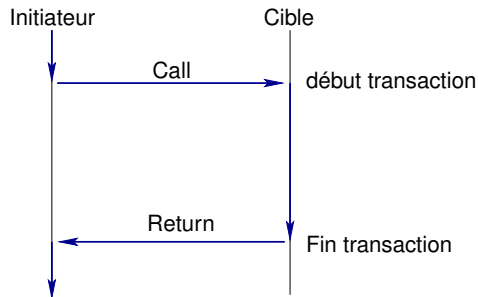 Initiateur
Cible
Call
début transaction
Return
Fin transaction